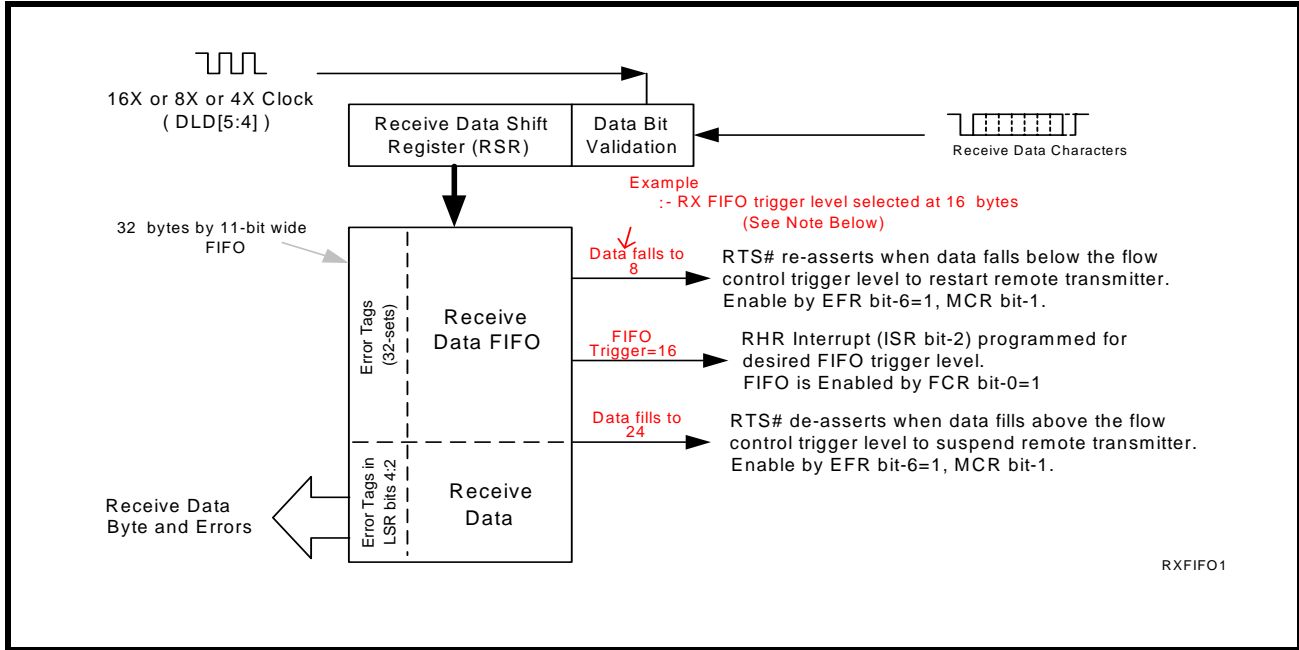 16X or 8X or 4X Clock
( DLD[5:4] )
Receive Data Shift
Register (RSR)
Data Bit
Validation
Receive Data Characters
Example
:- RX FIFO trigger level selected at 16 bytes
(See Note Below)
32 bytes by 11-bit wide
FIFO
Data falls to
8
RTS# re-asserts when data falls below the flow
control trigger level to restart remote transmitter.
Enable by EFR bit-6=1, MCR bit-1.
Error Tags
(32-sets)
Receive
Data FIFO
FIFO
Trigger=16
RHR Interrupt (ISR bit-2) programmed for
desired FIFO trigger level.
FIFO is Enabled by FCR bit-0=1
Data fills to
24
RTS# de-asserts when data fills above the flow
control trigger level to suspend remote transmitter.
Enable by EFR bit-6=1, MCR bit-1.
Error Tags in
LSR bits 4:2
Receive
Data
Receive Data
Byte and Errors
RXFIFO1